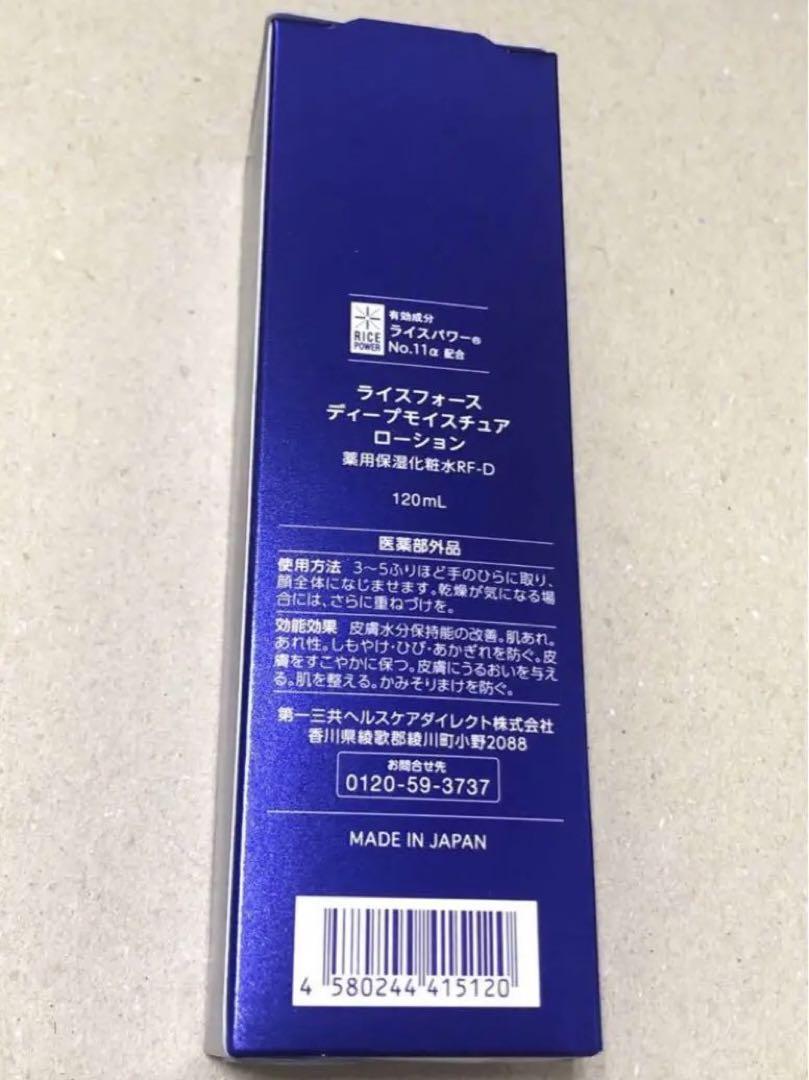 RICE
POWER
有効成分
ライスパワー®
No.11α 配合
ライスフォース
ディープモイスチュア
ローション
薬用保湿化粧水RF-D
120mL
医薬部外品
使用方法 3〜5ふりほど手のひらに取り、
顔全体になじませます。乾燥が気になる場
合には、さらに重ねづけを。
効能効果 皮膚水分保持能の改善。肌あれ。
あれ性。しもやけ・ひび・あかぎれを防ぐ。皮
膚をすこやかに保つ。皮膚にうるおいを与え
る。肌を整える。かみそりまけを防ぐ。
第一三共ヘルスケアダイレクト株式会社
香川県綾歌郡綾川町小野2088
お問合せ先
0120-59-3737
MADE IN JAPAN
4 580244 415120